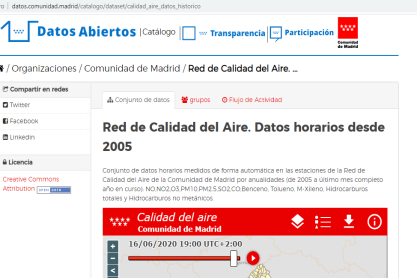 ro | datos.comunidad.madrid/catalogo/dataset/calidad_aire_datos_historico
Datos Abiertos | Catálogo | Transparencia | Participación
Comunidad
de Madrid
/ Organizaciones / Comunidad de Madrid / Red de Calidad del Aire. ...
Compartir en redes
Twitter
Facebook
Linkedin
Licencia
Creative Commons
Attribution
Conjunto de datos
grupos
Flujo de Actividad
Red de Calidad del Aire. Datos horarios desde
2005
Conjunto de datos horarios medidos de forma automática en las estaciones de la Red de
Calidad del Aire de la Comunidad de Madrid por anualidades (de 2005 a último mes completo
año en curso). NO,NO2,O3,PM10,PM2,5,SO2,CO,Benceno, Tolueno, M-Xileno, Hidrocarburos
totales y Hidrocarburos no metánicos
Calidad del aire
Comunidad de Madrid
16/06/2020 19:00 UTC+2:00
+
-
<